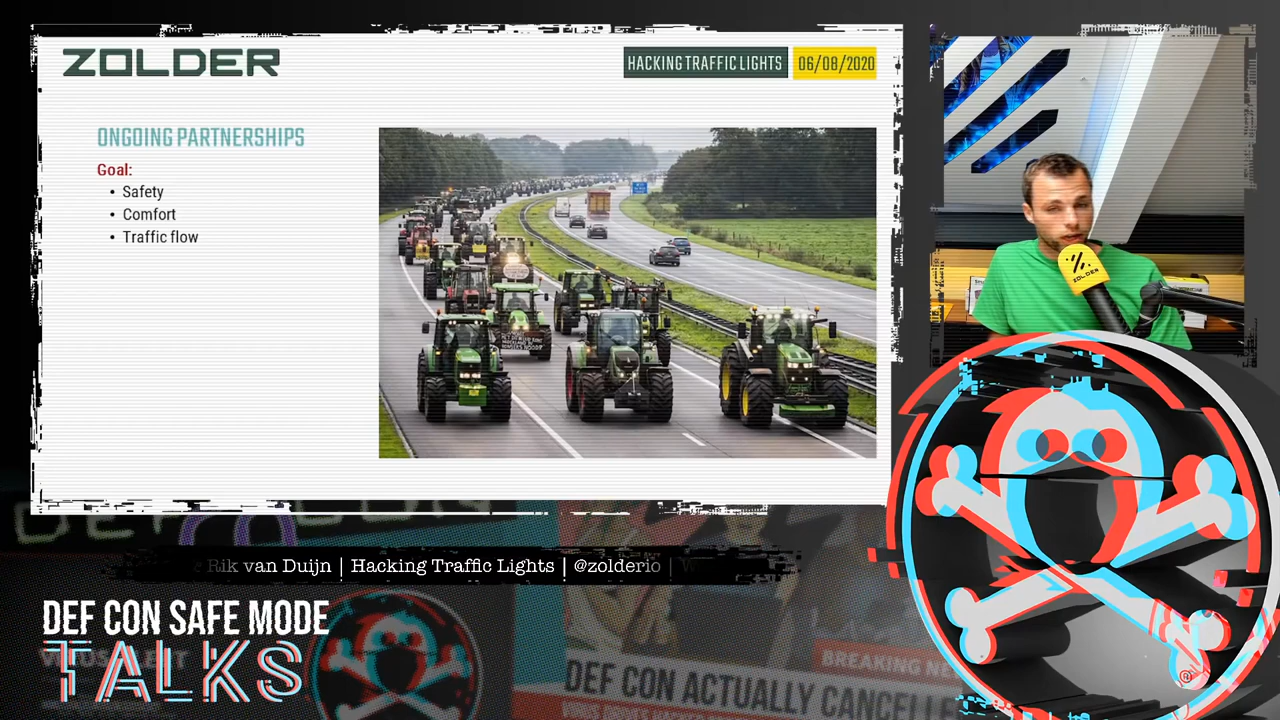 ZOLDER
HACKING TRAFFIC LIGHTS
06/08/2020
ONGOING PARTNERSHIPS
Goal:
• Safety
• Comfort
• Traffic flow
ZOLDER
Rik van Duijn | Hacking Traffic Lights | @zolderio |
DEF CON SAFE MODE
TALKS
BREAKING NE
DEF CON ACTUALLY CANCELLE